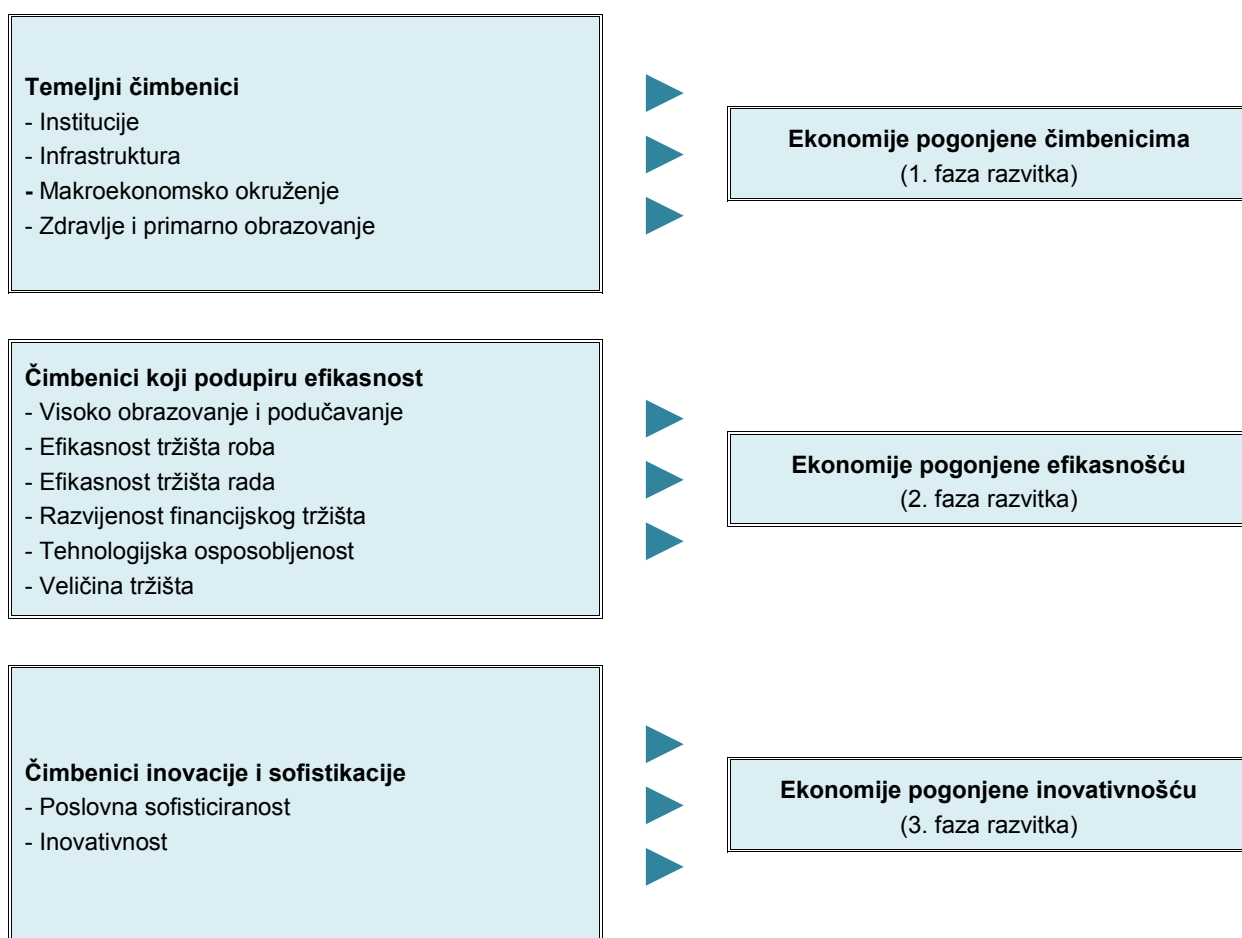 Temeljni čimbenici
- Institucije
- Infrastruktura
- Makroekonomsko okruženje
- Zdravlje i primarno obrazovanje
Ekonomije pogonjene čimbenicima
(1. faza razvitka)
Čimbenici koji podupiru efikasnost
- Visoko obrazovanje i podučavanje
- Efikasnost tržišta roba
- Efikasnost tržišta rada
- Razvijenost financijskog tržišta
- Tehnologijska osposobljenost
- Veličina tržišta
Ekonomije pogonjene efikasnošću
(2. faza razvitka)
Čimbenici inovacije i sofistikacije
- Poslovna sofisticiranost
- Inovativnost
Ekonomije pogonjene inovativnošću
(3. faza razvitka)